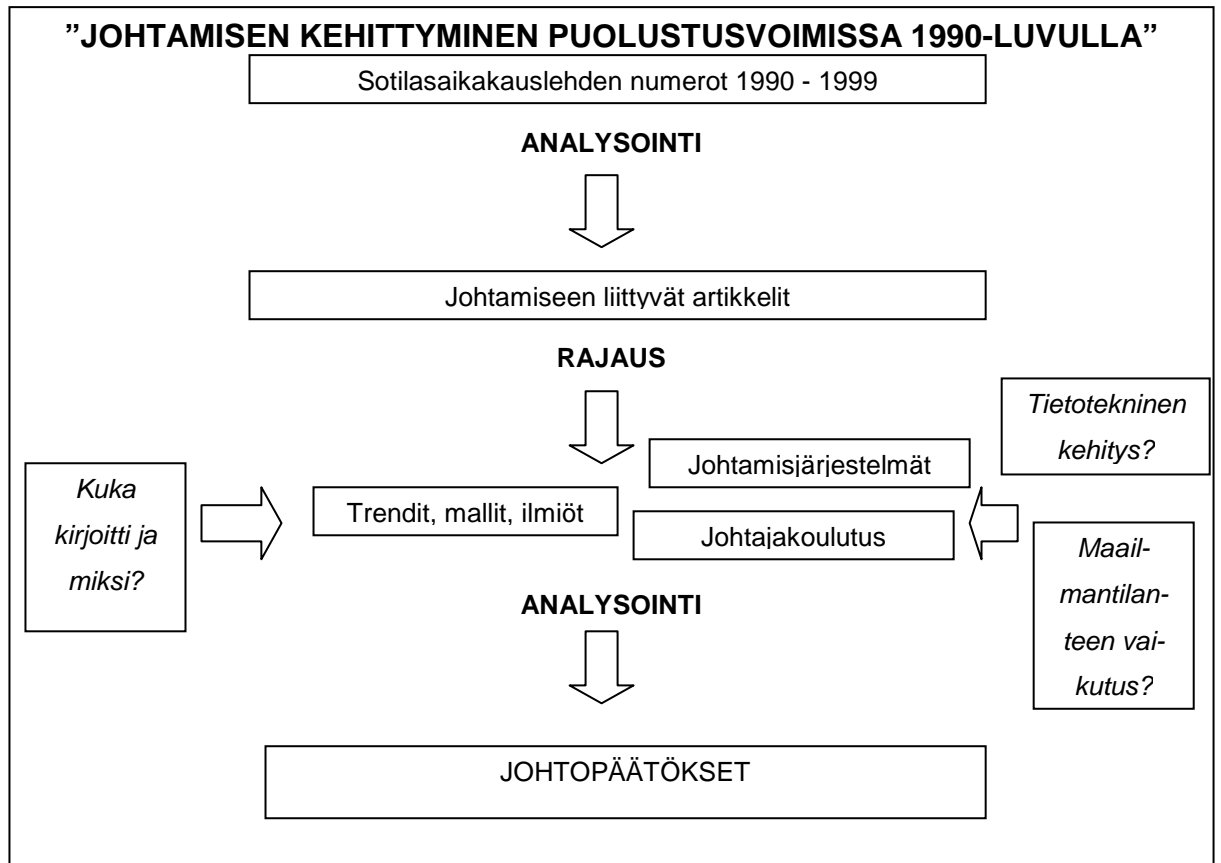 ”JOHTAMISEN KEHITTYMINEN PUOLUSTUSVOIMISSA 1990-LUVULLA”
Sotilasaikakauslehden numerot 1990 - 1999
ANALYSOINTI
Johtamiseen liittyvät artikkelit
RAJAUS
Tietotekninen
kehitys?
Johtamisjärjestelmät
Kuka
kirjoitti ja
miksi?
Trendit, mallit, ilmiöt
Johtajakoulutus
Maail-
mantilan-
teen vai-
kutus?
ANALYSOINTI
JOHTOPÄÄTÖKSET